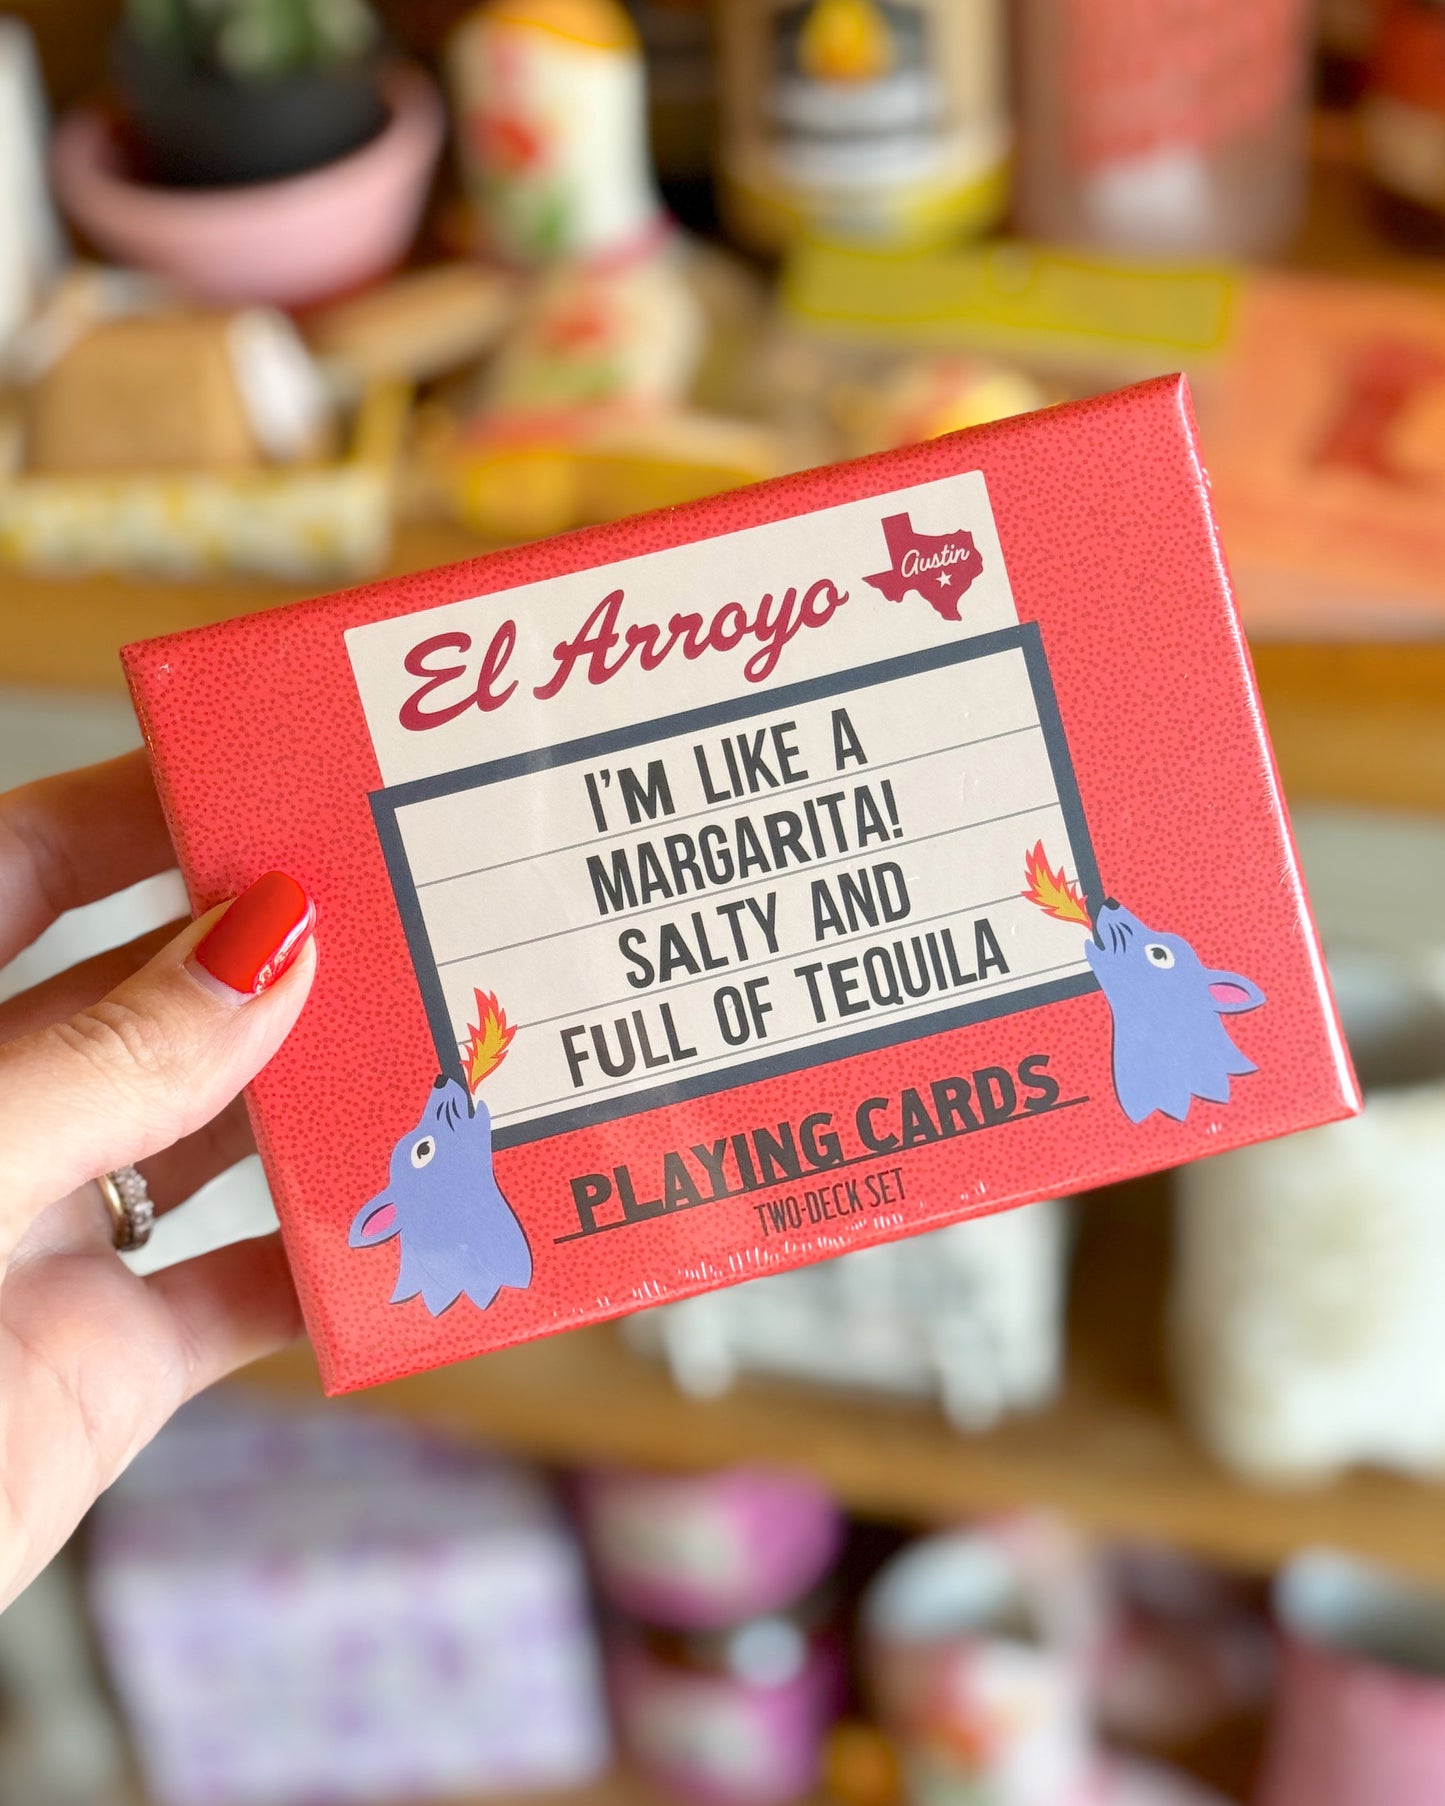 El Arroyo
Austin
I'M LIKE A
MARGARITA!
SALTY AND
FULL OF TEQUILA
PLAYING CARDS
TWO-DECK SET